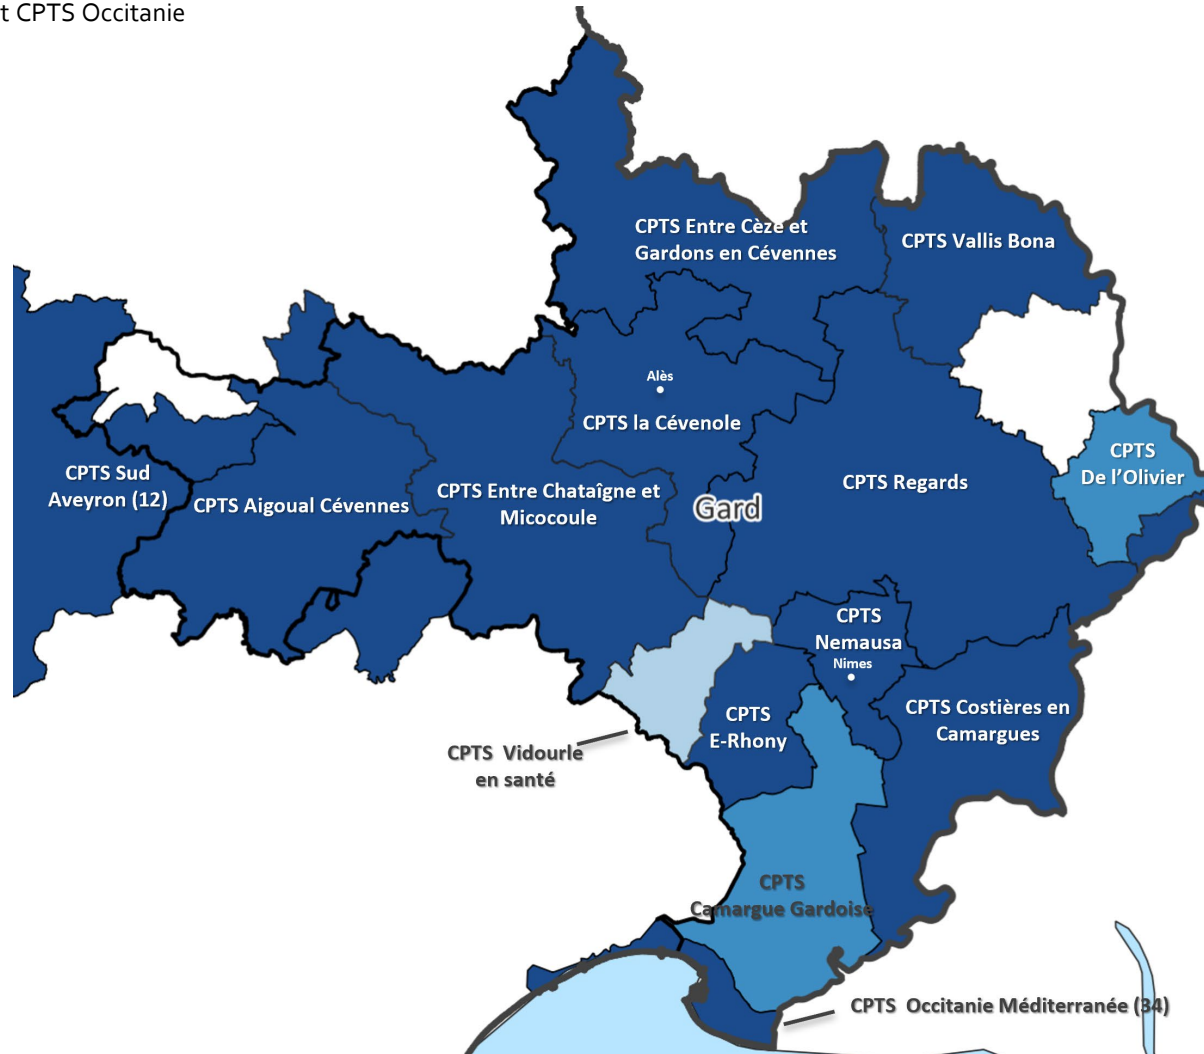 t CPTS Occitanie
CPTS Entre Cèze et
Gardons en Cévennes
CPTS Vallis Bona
Alès
CPTS la Cévenole
CPTS
De l’Olivier
CPTS Sud
Aveyron (12)
CPTS Aigoual Cévennes
CPTS Entre Chataîgne et
Micocoule
CPTS Regards
Gard
CPTS
Nemausa
Nimes
CPTS
E-Rhony
CPTS Costières en
Camargues
CPTS  Vidourle
en santé
CPTS
Camargue Gardoise
CPTS  Occitanie Méditerranée (34)